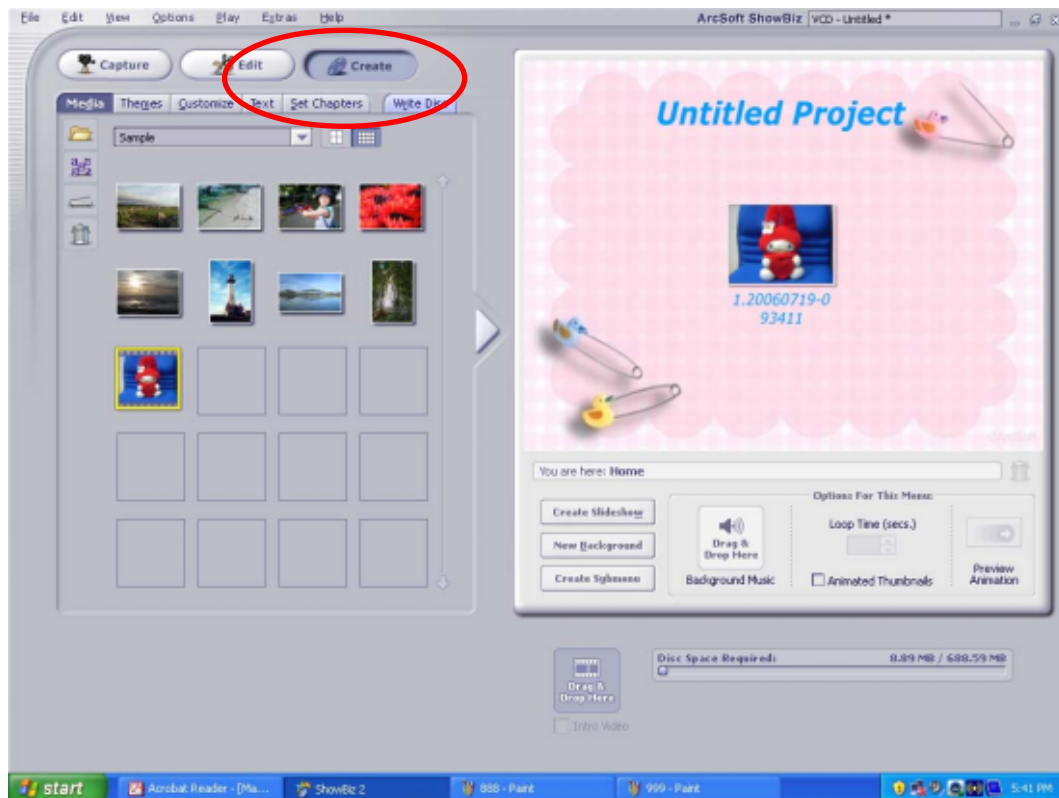 File Edit View Options Play Extras Help
ArcSoft ShowBiz VCD - Untitled *
Capture Edit Create
Media Themes Customize Text Set Chapters Write Disc
Sample
Untitled Project
1.20060719-0
93411
You are here: Home
Create Slideshow
New Background
Create Submenu
Options For This Menu:
Drag &
Drop Here
Background Music
Loop Time (secs.)
Animated Thumbnails
Preview
Animation
Drag &
Drop Here
Intro Video
Disc Space Required: 8.89 MB / 688.59 MB
start Acrobat Reader - [Ma... ShowBiz 2 888 - Paint 999 - Paint 5:41 PM